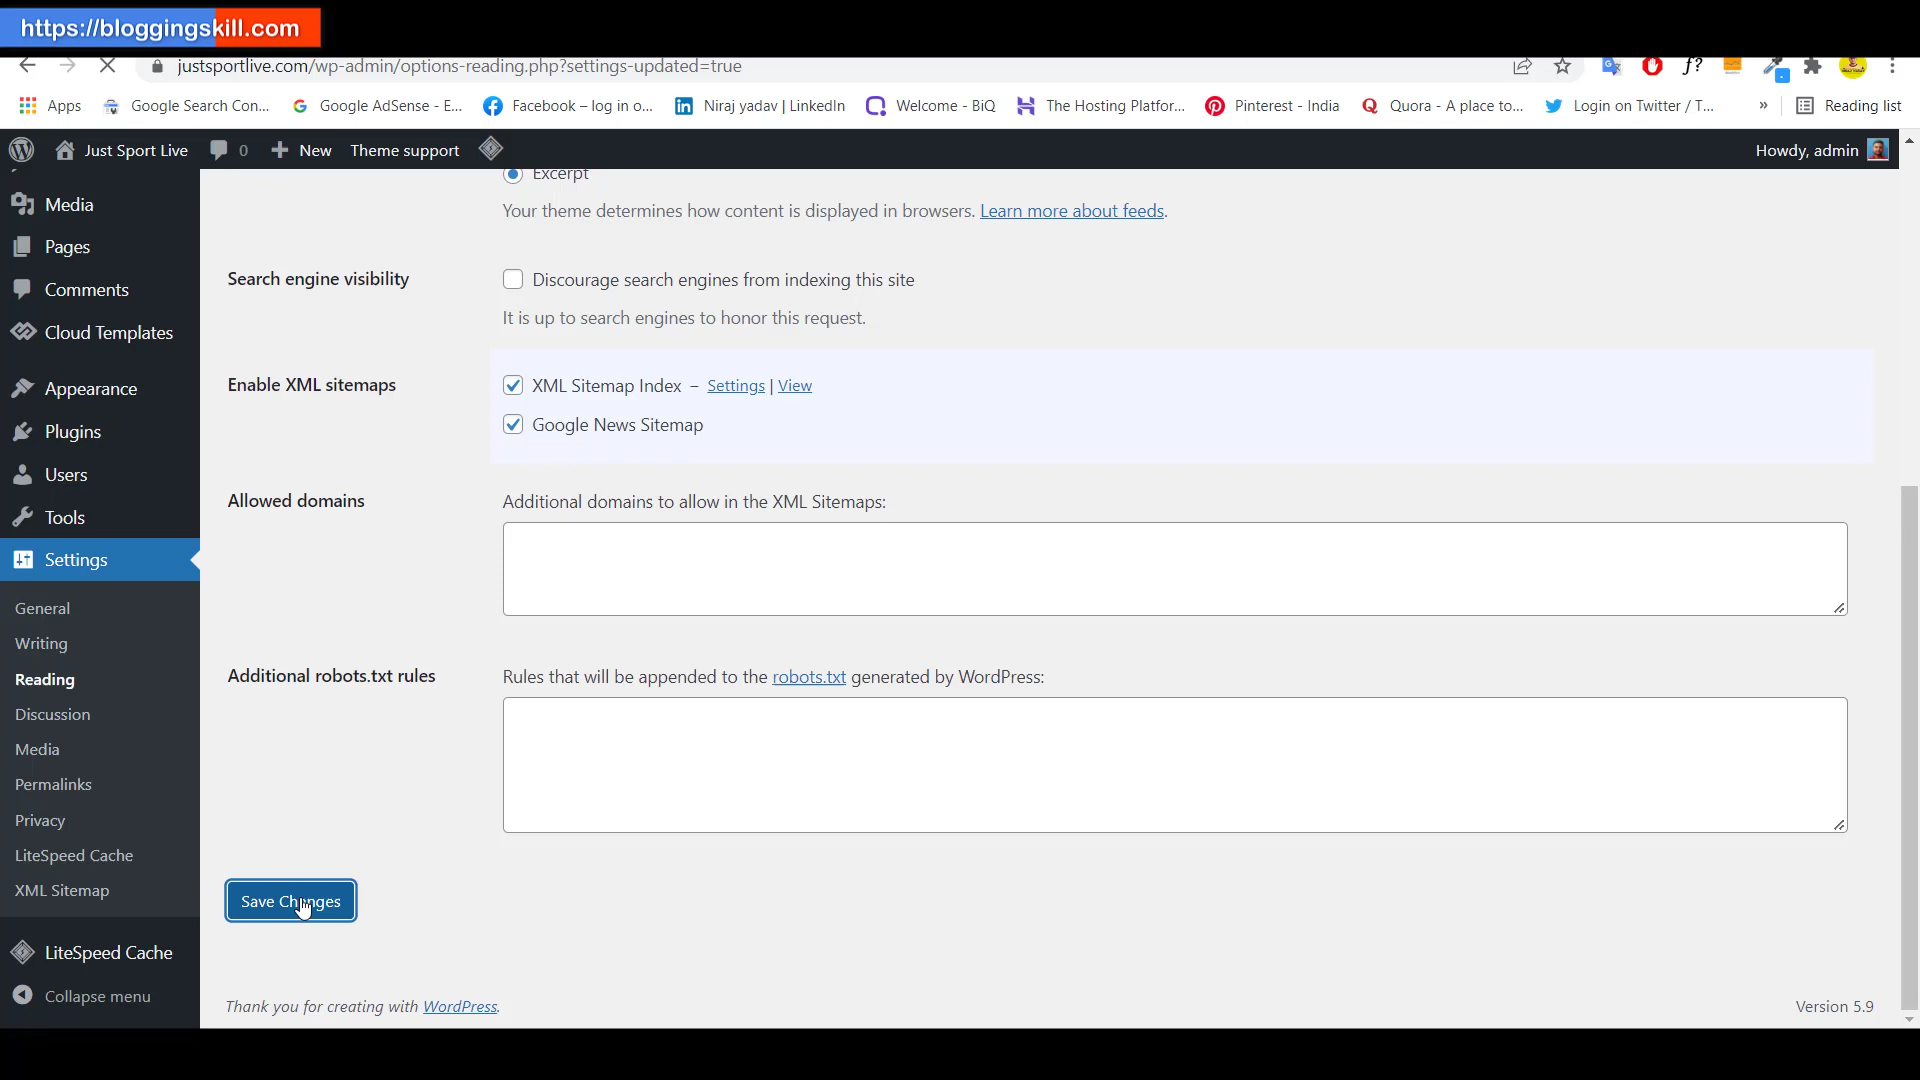 https://bloggingskill.com
justsportlive.com/wp-admin/options-reading.php?settings-updated=true
f?
Apps
Google Search Con...
Google AdSense - E...
Facebook – log in o...
Niraj yadav | LinkedIn
Welcome - BiQ
The Hosting Platfor...
Pinterest - India
Quora - A place to...
Login on Twitter / T...
»
Reading list
Just Sport Live
0
New
Theme support
Howdy, admin
Media
Pages
Comments
Cloud Templates
Appearance
Plugins
Users
Tools
Settings
General
Writing
Reading
Discussion
Media
Permalinks
Privacy
LiteSpeed Cache
XML Sitemap
LiteSpeed Cache
Collapse menu
Excerpt
Your theme determines how content is displayed in browsers. Learn more about feeds.
Search engine visibility
Discourage search engines from indexing this site
It is up to search engines to honor this request.
Enable XML sitemaps
XML Sitemap Index – Settings | View
Google News Sitemap
Allowed domains
Additional domains to allow in the XML Sitemaps:
Additional robots.txt rules
Rules that will be appended to the robots.txt generated by WordPress:
Save Changes
Thank you for creating with WordPress.
Version 5.9